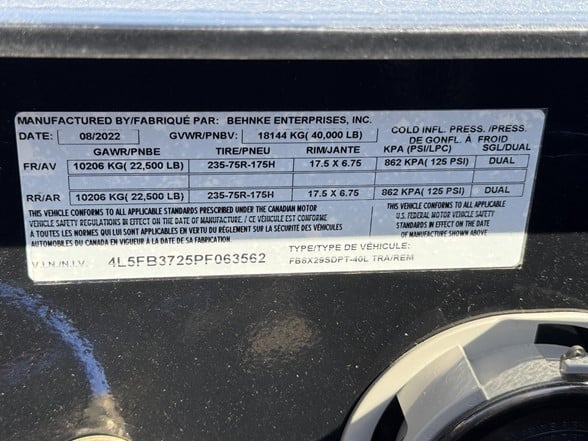 MANUFACTURED BY/FABRIQUÉ PAR: BEHNKE ENTERPRISES, INC.
DATE: 08/2022 GVWR/PNBV: 18144 KG( 40,000 LB) COLD INFL. PRESS. /PRESS. DE GONFL. À FROID
GAWR/PNBE TIRE/PNEU RIM/JANTE KPA (PSI/LPC) SGL/DUAL
FR/AV 10206 KG( 22,500 LB) 235-75R-175H 17.5 X 6.75 862 KPA( 125 PSI) DUAL
RR/AR 10206 KG( 22,500 LB) 235-75R-175H 17.5 X 6.75 862 KPA( 125 PSI) DUAL
THIS VEHICLE CONFORMS TO ALL APPLICABLE STANDARDS PRESCRIBED UNDER THE CANADIAN MOTOR
VEHICLE SAFETY REGULATIONS IN EFFECT ON THE DATE OF MANUFACTURE. / CE VÉHICULE EST CONFORME
A TOUTES LES NORMES QUI LUI SONT APPLICABLES EN VERTU DU RÈGLEMENT SUR LA SÉCURITÉ DES VÉHICULES
AUTOMOBILES DU CANADA EN VIGUEUR À LA DATE DE SA FABRICATION.
THIS VEHICLE CONFORMS TO ALL APPLICABLE
U.S. FEDERAL MOTOR VEHICLE SAFETY
STANDARDS IN EFFECT ON THE DATE
OF MANUFACTURE SHOWN ABOVE
V.I.N./N.I.V. 4L5FB3725PF063562
TYPE/TYPE DE VÉHICULE:
FB8X29SDPT-40L TRA/REM